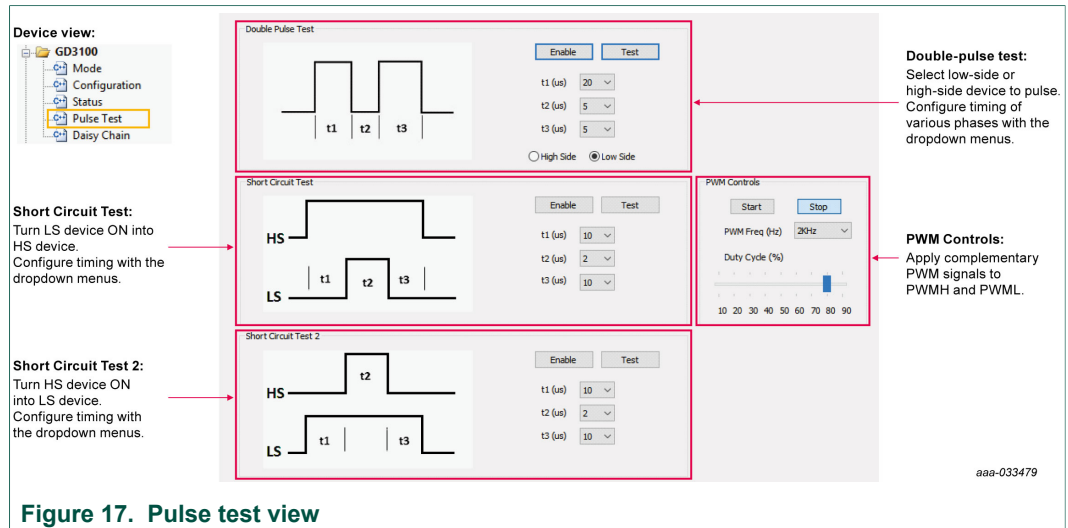 Device view:
GD3100
Mode
Configuration
Status
Pulse Test
Daisy Chain
Short Circuit Test:
Turn LS device ON into
HS device.
Configure timing with the
dropdown menus.
Short Circuit Test 2:
Turn HS device ON
into LS device.
Configure timing with
the dropdown menus.
Double Pulse Test
t1 t2 t3
Enable Test
t1 (us) 20
t2 (us) 5
t3 (us) 5
High Side Low Side
Short Circuit Test
HS
LS
t1 t2 t3
Enable Test
t1 (us) 10
t2 (us) 2
t3 (us) 10
Short Circuit Test 2
HS
LS
t2
t1 t3
Enable Test
t1 (us) 10
t2 (us) 2
t3 (us) 10
PWM Controls
Start Stop
PWM Freq (Hz) 2KHz
Duty Cycle (%)
10 20 30 40 50 60 70 80 90
Double-pulse test:
Select low-side or
high-side device to pulse.
Configure timing of
various phases with the
dropdown menus.
PWM Controls:
Apply complementary
PWM signals to
PWMH and PWML.
aaa-033479
Figure 17. Pulse test view